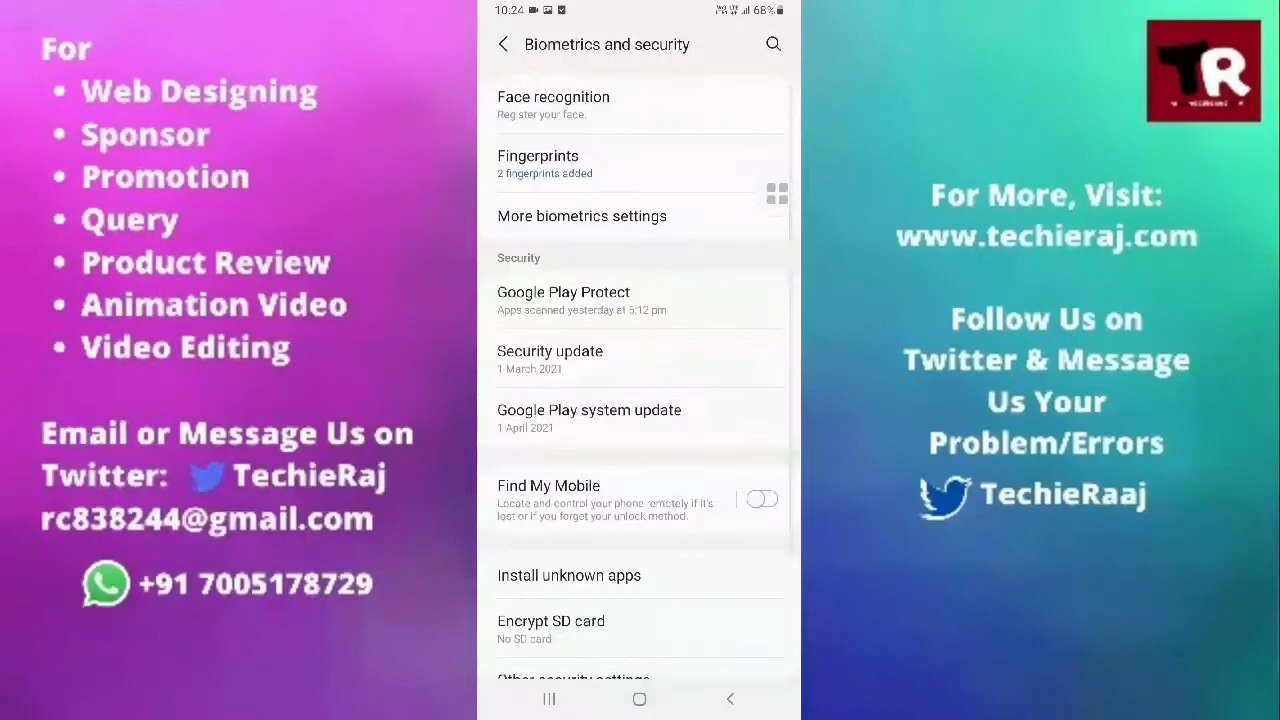 For
• Web Designing
• Sponsor
• Promotion
• Query
• Product Review
• Animation Video
• Video Editing
Email or Message Us on
Twitter: TechieRaj
rc838244@gmail.com
+91 7005178729
10.24
68%
Biometrics and security
Face recognition
Register your face.
Fingerprints
2 fingerprints added
More biometrics settings
Security
Google Play Protect
Apps scanned yesterday at 6:12 pm
Security update
1 March 2021
Google Play system update
1 April 2021
Find My Mobile
Locate and control your phone remotely if it's
lost or if you forget your unlock method.
Install unknown apps
Encrypt SD card
No SD card
Other security settings
TR
For More, Visit:
www.techieraj.com
Follow Us on
Twitter & Message
Us Your
Problem/Errors
TechieRaaj